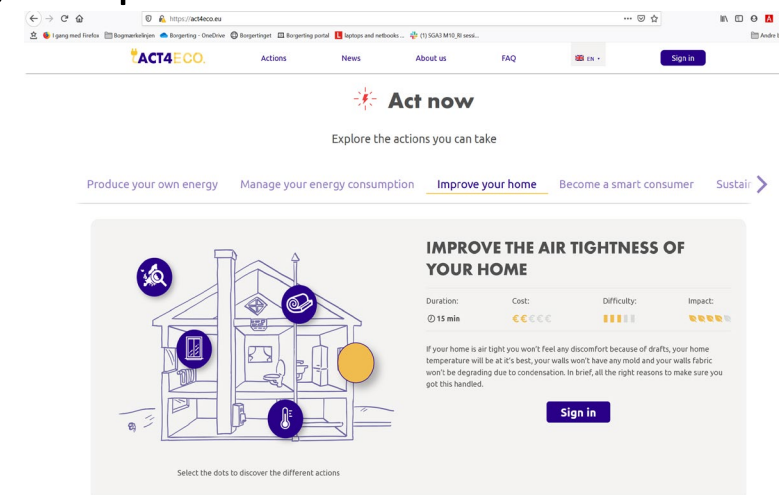 https://act4eco.eu
I gang med Firefox Bogmærkelinjen Borgerting - OneDrive Borgertinget Borgerting portal laptops and netbooks ... (1) SGA3 M10_RI sessi...
ACT4ECO. Actions News About us FAQ EN Sign in
Act now
Explore the actions you can take
Produce your own energy Manage your energy consumption Improve your home Become a smart consumer
IMPROVE THE AIR TIGHTNESS OF
YOUR HOME
Duration: Cost: Difficulty: Impact:
15 min €€€€€
If your home is air tight you won't feel any discomfort because of drafts, your home
temperature will be at it's best, your walls won't have any mold and your walls fabric
won't be degrading due to condensation. In brief, all the right reasons to make sure you
got this handled.
Sign in
Select the dots to discover the different actions